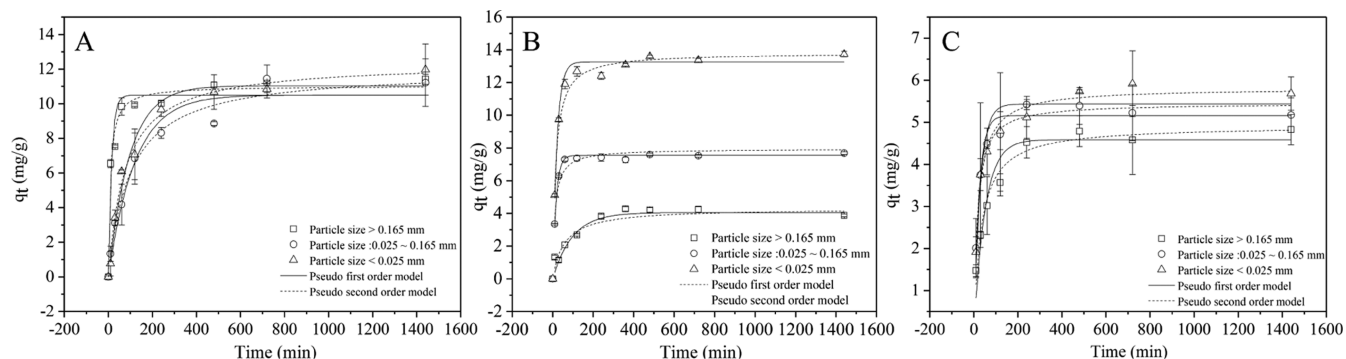 A
qt (mg/g)
14
12
10
8
6
4
2
0
-2
Particle size > 0.165 mm
Particle size :0.025 ~ 0.165mm
Particle size < 0.025 mm
Pseudo first order model
Pseudo second order model
-200 0 200 400 600 800 1000 1200 1400 1600
Time (min)
B
qt (mg/g)
16
14
12
10
8
6
4
2
0
-2
Particle size > 0.165 mm
Particle size :0.025 ~ 0.165mm
Particle size < 0.025 mm
Pseudo first order model
Pseudo second order model
-200 0 200 400 600 800 1000 1200 1400 1600
Time (min)
C
qt (mg/g)
7
6
5
4
3
2
1
Particle size > 0.165 mm
Particle size :0.025 ~ 0.165mm
Particle size < 0.025 mm
Pseudo first order model
Pseudo second order model
-200 0 200 400 600 800 1000 1200 1400 1600
Time (min)